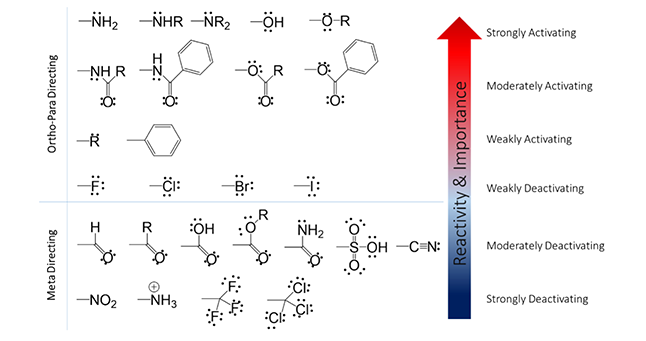 NH2 NHR NR2 OH O R Strongly Activating
NH R N H O R O
O O O O Moderately Activating
R Weakly Activating
F Cl Br I Weakly Deactivating
Ortho-Para Directing
Reactivity & Importance
H R OH O R NH2 O
O O O O O S OH C N Moderately Deactivating
O
NO2 NH3 F F F Cl Cl Cl Strongly Deactivating
Meta Directing